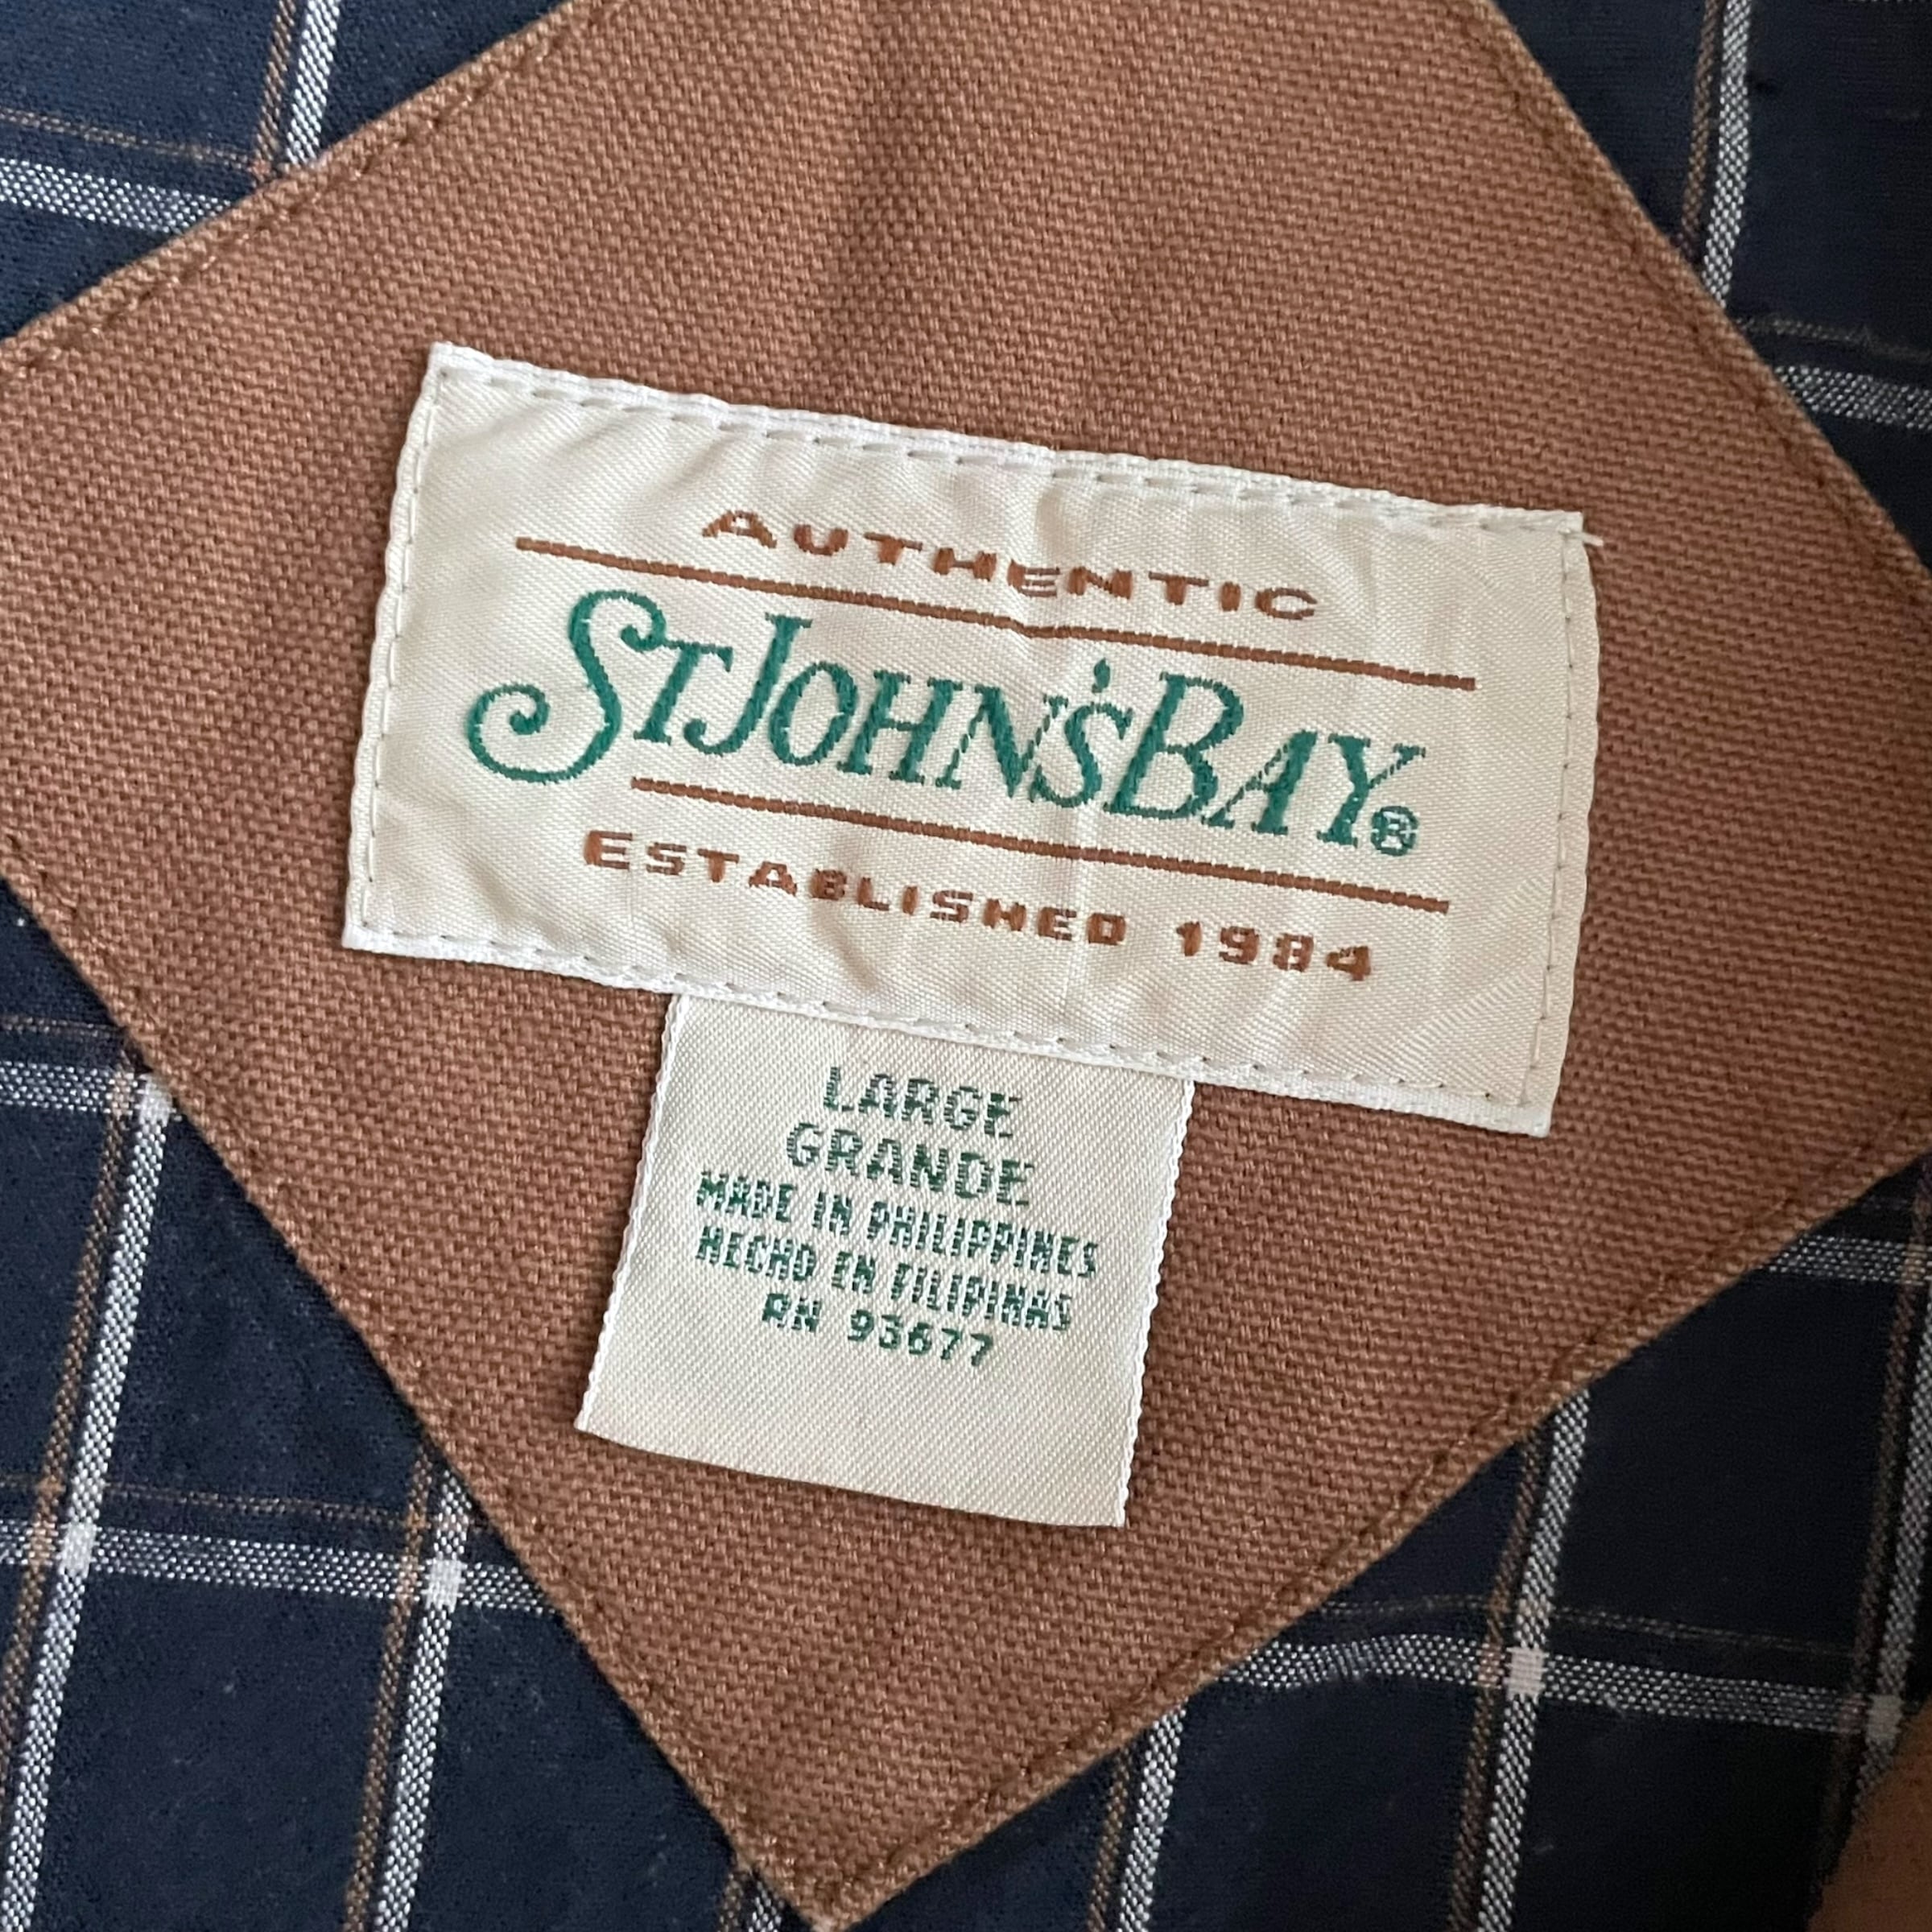 AUTHENTIC
ST JOHN'S BAY®
ESTABLISHED 1984
LARGE
GRANDE
MADE IN PHILIPPINES
HECHO EN FILIPINAS
RN 93677